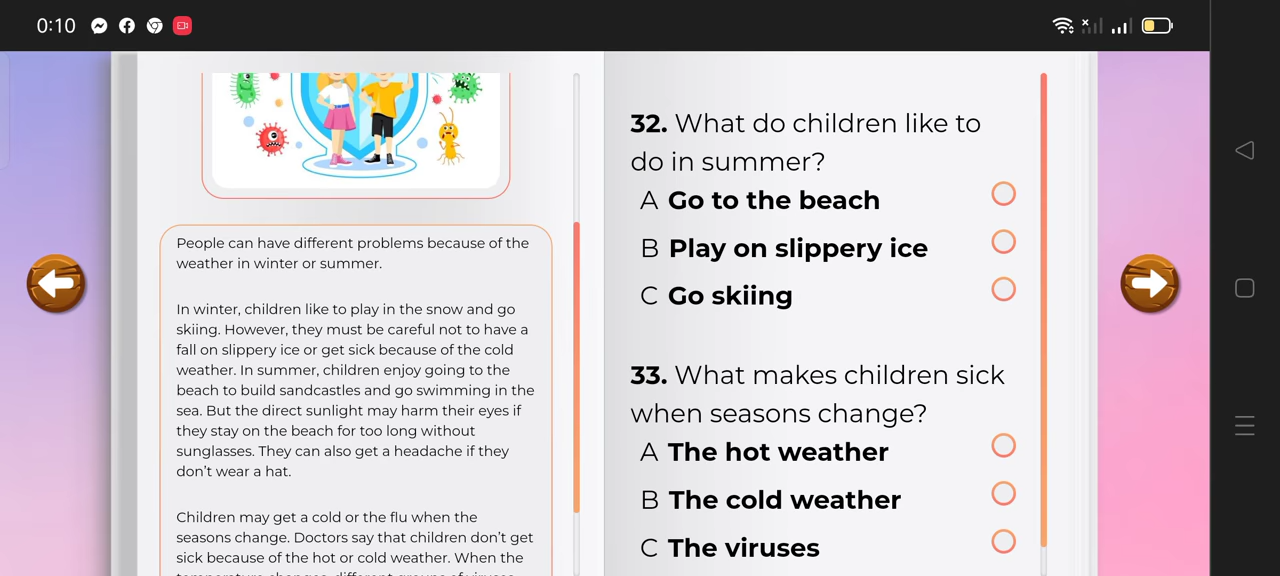 0:10
People can have different problems because of the
weather in winter or summer.
In winter, children like to play in the snow and go
skiing. However, they must be careful not to have a
fall on slippery ice or get sick because of the cold
weather. In summer, children enjoy going to the
beach to build sandcastles and go swimming in the
sea. But the direct sunlight may harm their eyes if
they stay on the beach for too long without
sunglasses. They can also get a headache if they
don't wear a hat.
Children may get a cold or the flu when the
seasons change. Doctors say that children don't get
sick because of the hot or cold weather. When the
temperature changes, different groups of viruses
32. What do children like to
do in summer?
A Go to the beach
B Play on slippery ice
C Go skiing
33. What makes children sick
when seasons change?
A The hot weather
B The cold weather
C The viruses